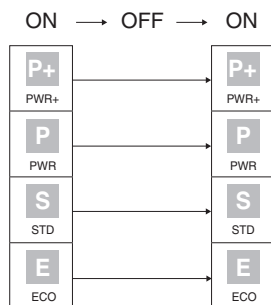 ON → OFF → ON
P+ P+
PWR+ PWR+
P P
PWR PWR
S S
STD STD
E E
ECO ECO